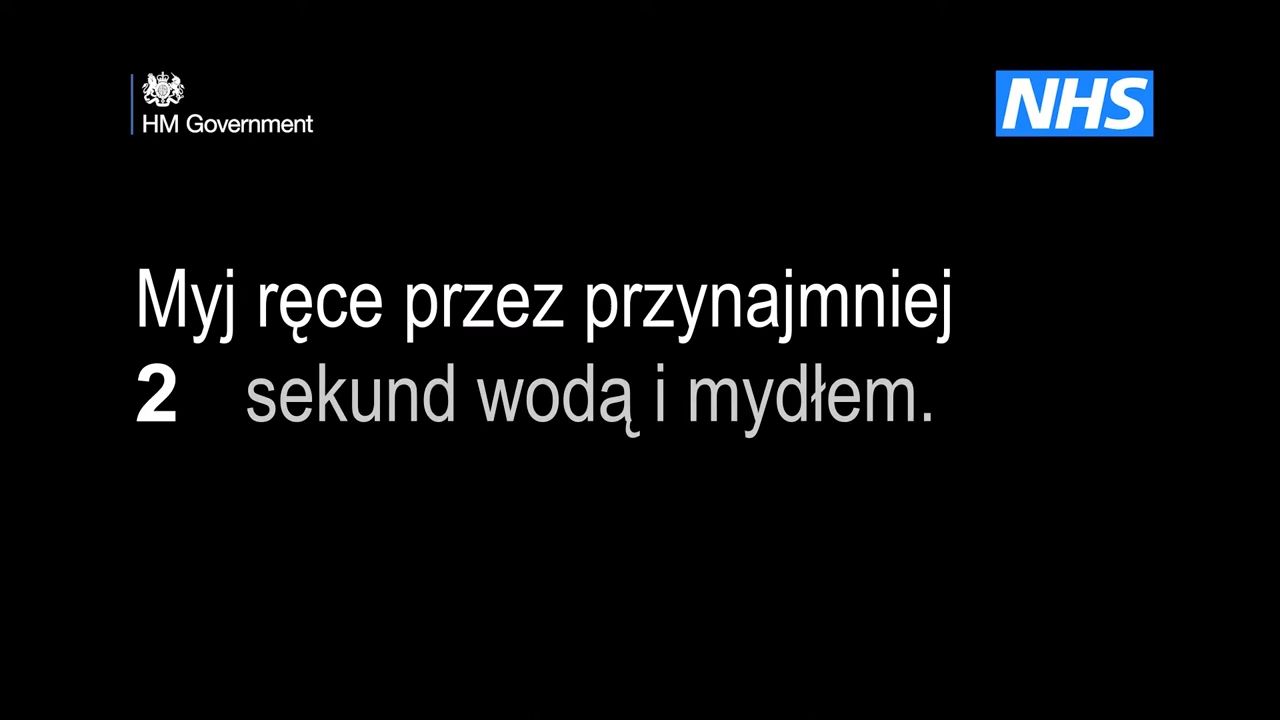 HM Government
NHS
Myj ręce przez przynajmniej
2 sekund wodą i mydłem.